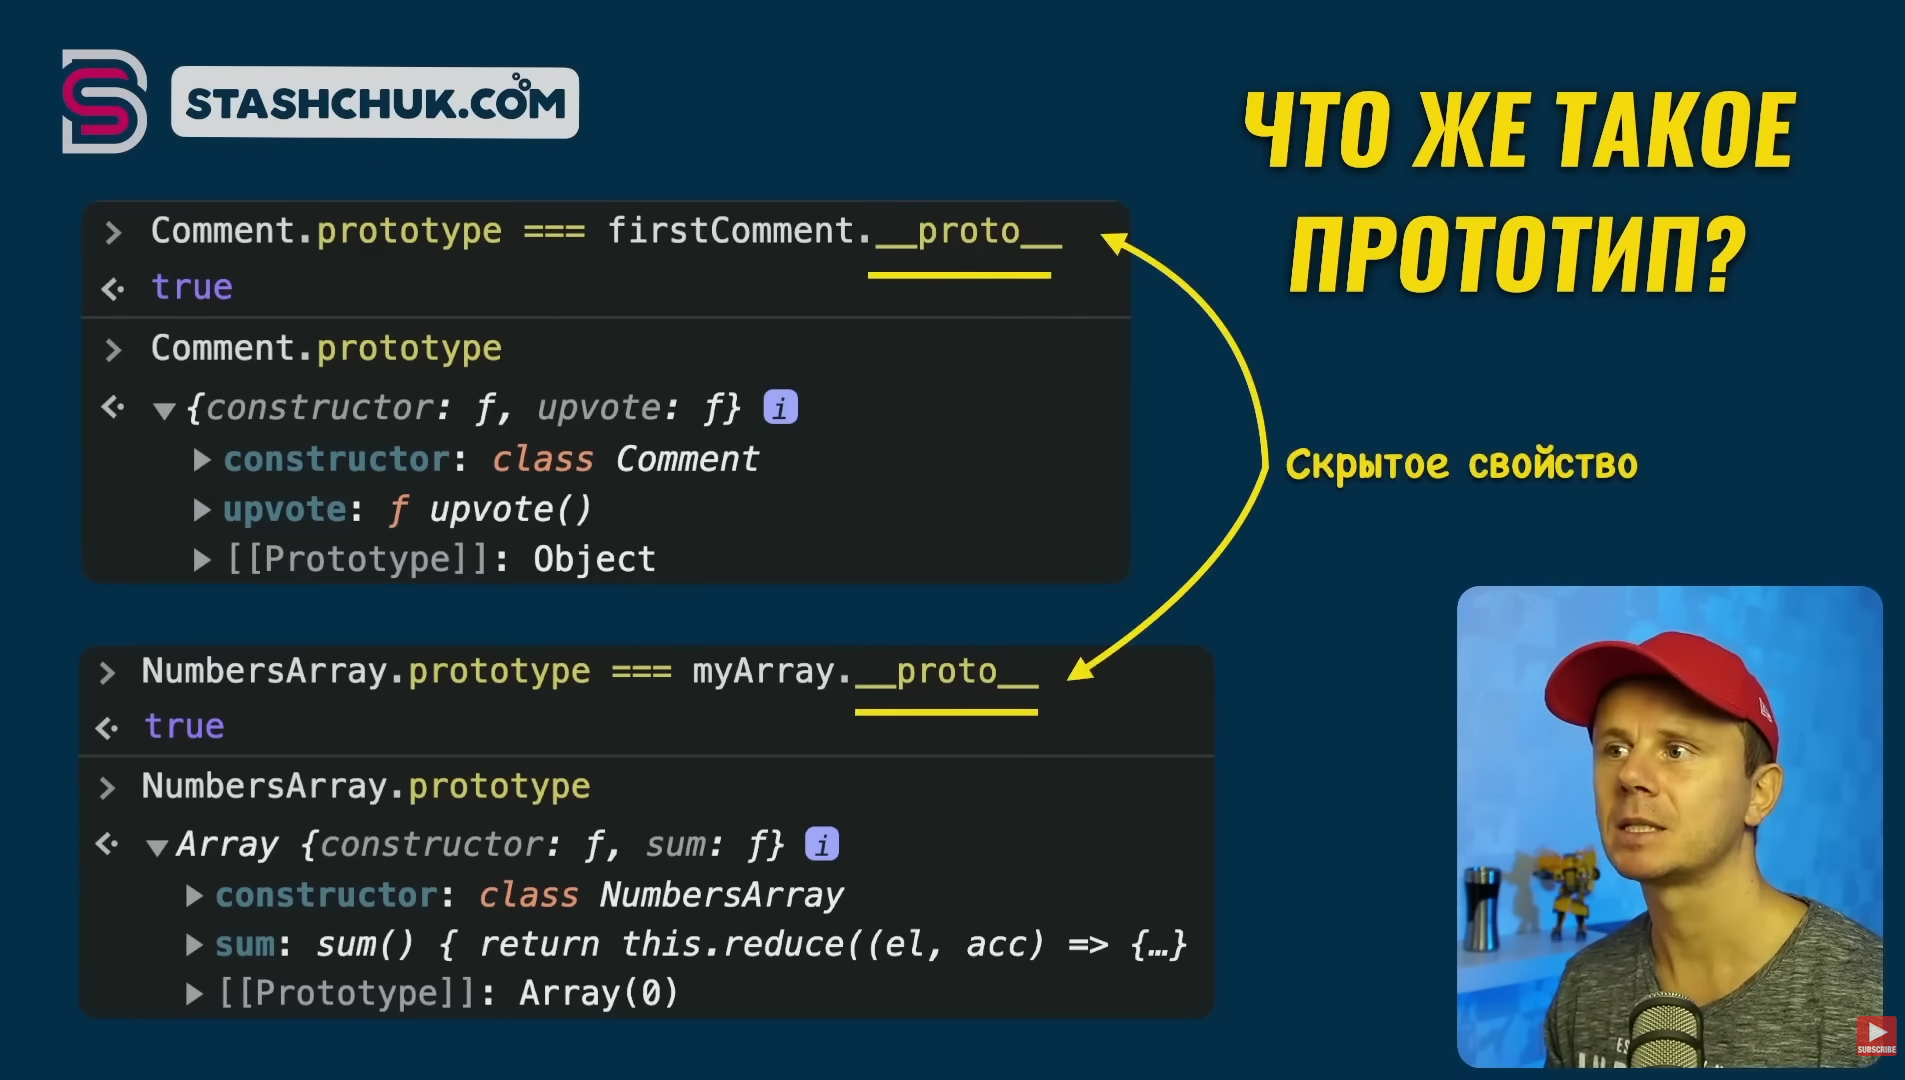 STASHCHUK.COM
ЧТО ЖЕ ТАКОЕ
ПРОТОТИП?
> Comment.prototype === firstComment.__proto__
true
> Comment.prototype
{constructor: ƒ, upvote: ƒ} i
constructor: class Comment
upvote: ƒ upvote()
[[Prototype]]: Object
Скрытое свойство
> NumbersArray.prototype === myArray.__proto__
true
> NumbersArray.prototype
Array {constructor: ƒ, sum: ƒ} i
constructor: class NumbersArray
sum: sum() { return this.reduce((el, acc) => {…}
[[Prototype]]: Array(0)
SUBSCRIBE